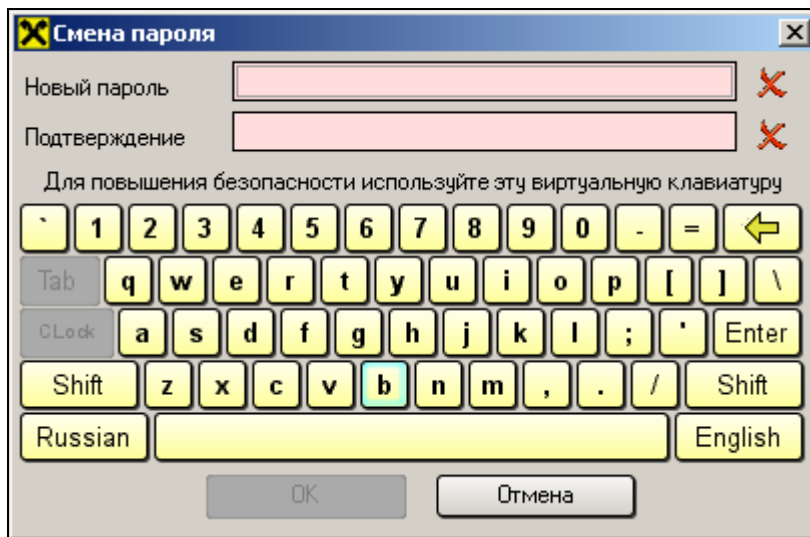 Смена пароля
Новый пароль
Подтверждение
Для повышения безопасности используйте эту виртуальную клавиатуру
` 1 2 3 4 5 6 7 8 9 0 - =
Tab q w e r t y u i o p [ ] \
CLock a s d f g h j k l ; ' Enter
Shift z x c v b n m , . / Shift
Russian English
OK Отмена